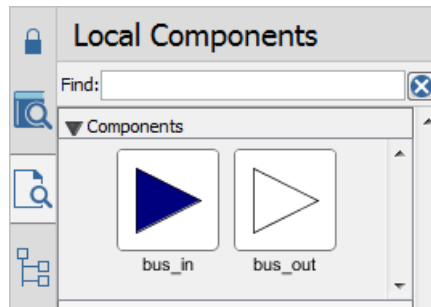 Local Components
Find:
Components
bus_in
bus_out